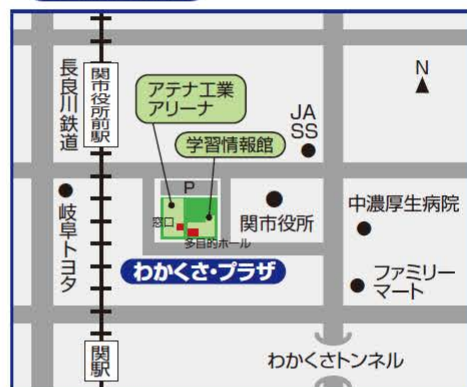 長良川鉄道
関市役所前駅
アテナ工業
アリーナ
学習情報館
JA
SS
N
P
窓口
多目的ホール
関市役所
岐阜トヨタ
中濃厚生病院
ファミリー
マート
わかくさ・プラザ
関駅
わかくさトンネル